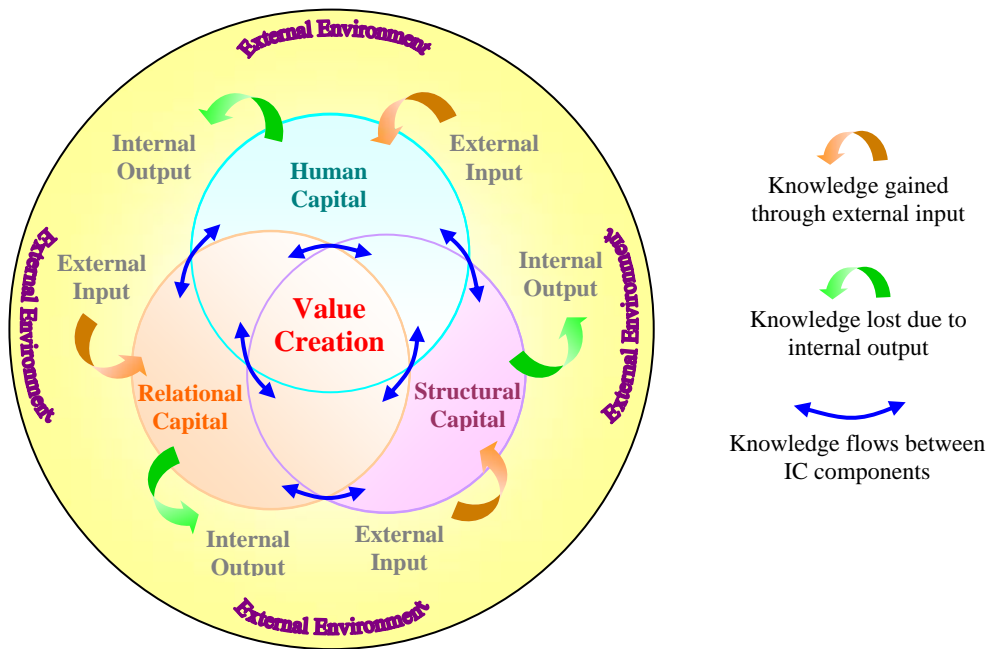 External Environment
Internal
Output
External
Input
Human
Capital
External Environment
External
Input
Internal
Output
External Environment
Value
Creation
Relational
Capital
Structural
Capital
Internal
Output
External
Input
External Environment
Knowledge gained
through external input
Knowledge lost due to
internal output
Knowledge flows between
IC components